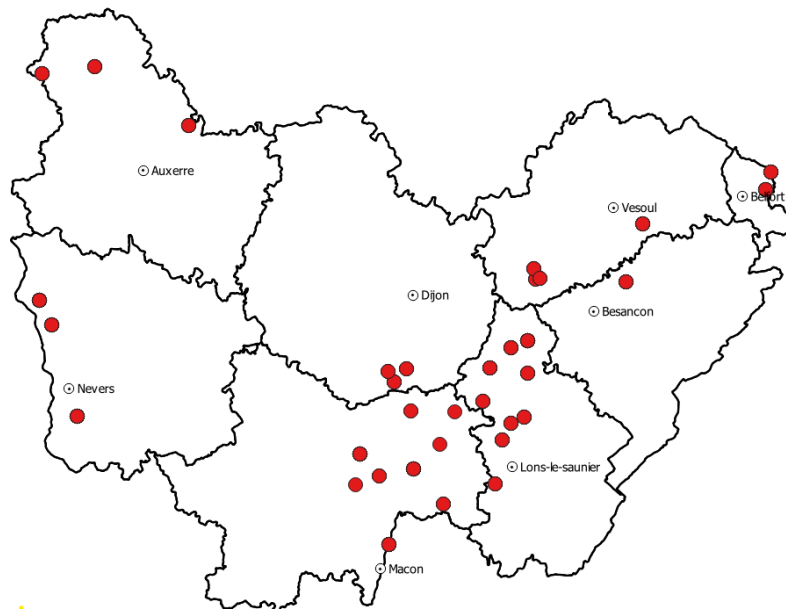 Auxerre
Belfort
Vesoul
Dijon
Besancon
Nevers
Lons-le-saunier
Macon